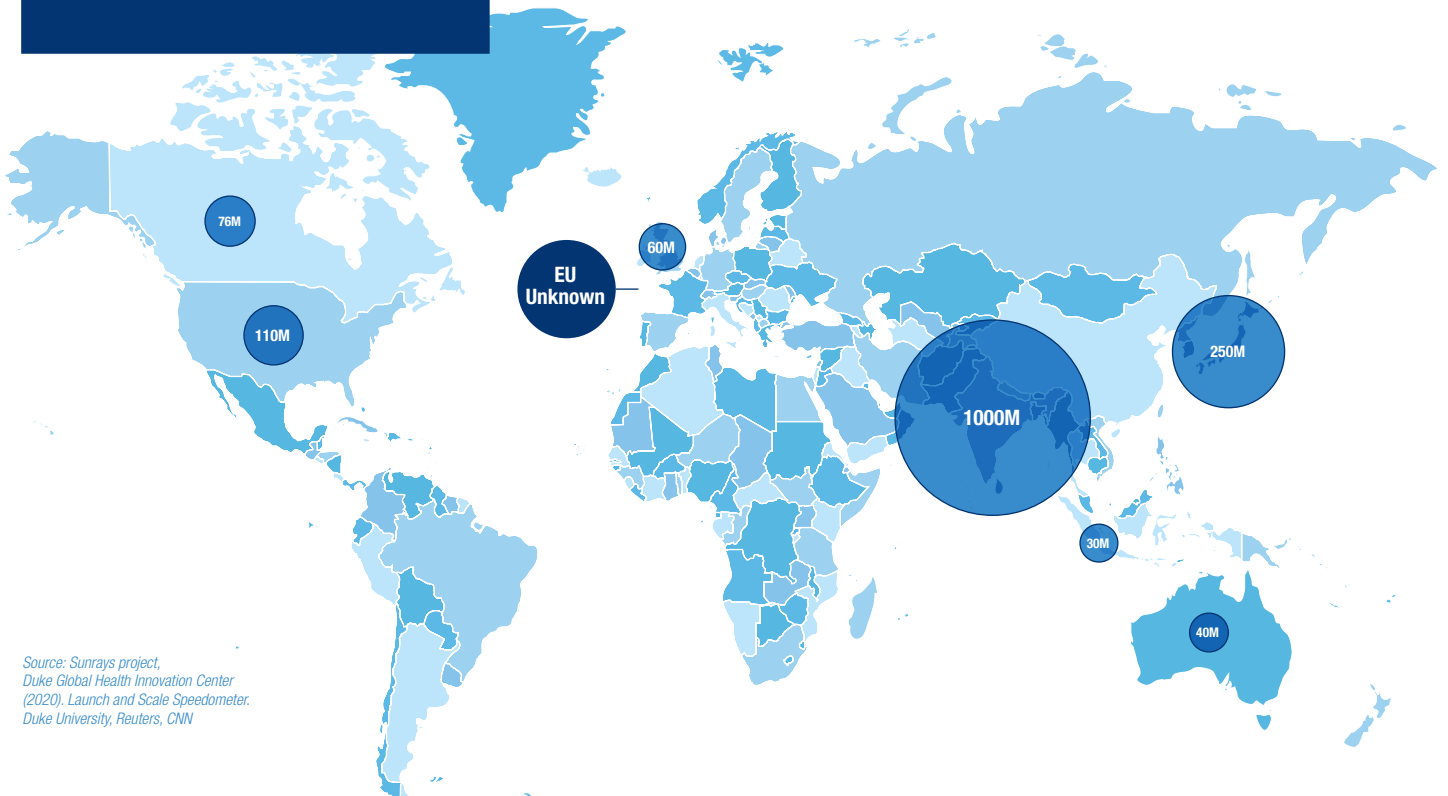 76M
60M
EU
Unknown
110M
250M
1000M
30M
40M
Source: Sunrays project,
Duke Global Health Innovation Center
(2020). Launch and Scale Speedometer.
Duke University, Reuters, CNN